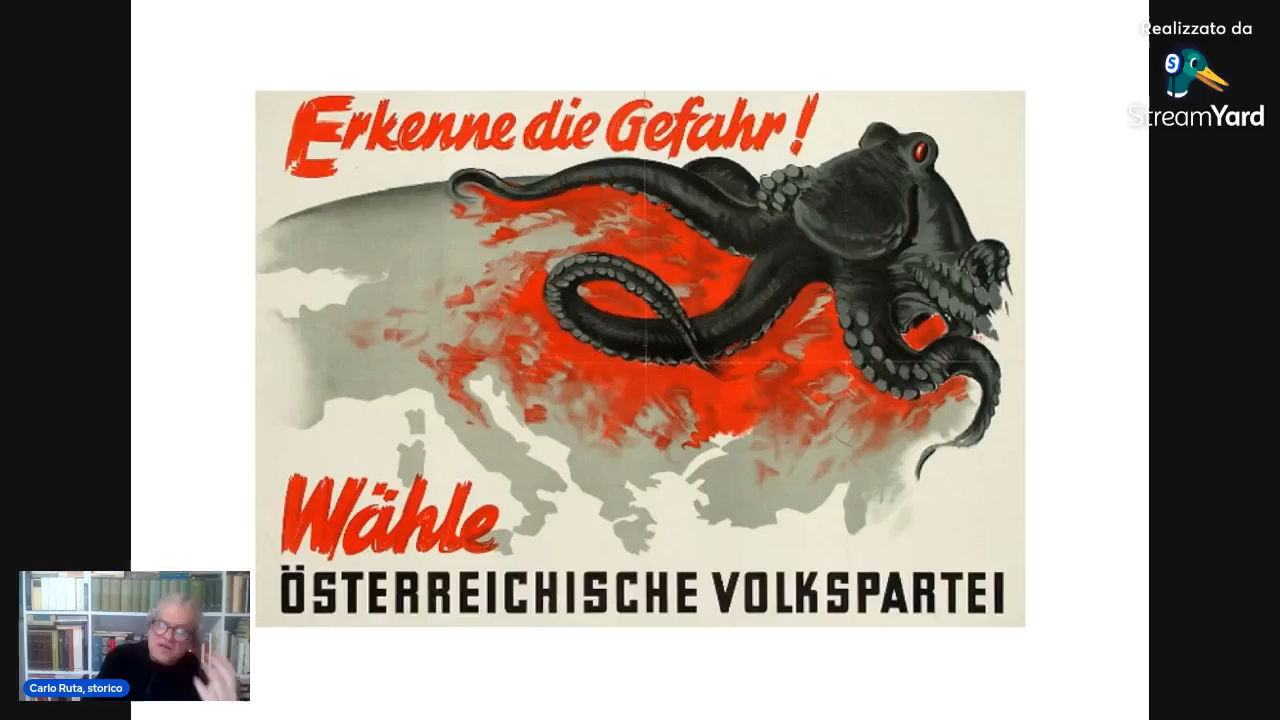 Realizzato da
StreamYard
Erkenne die Gefahr!
Wähle
ÖSTERREICHISCHE VOLKSPARTEI
Carlo Ruta, storico